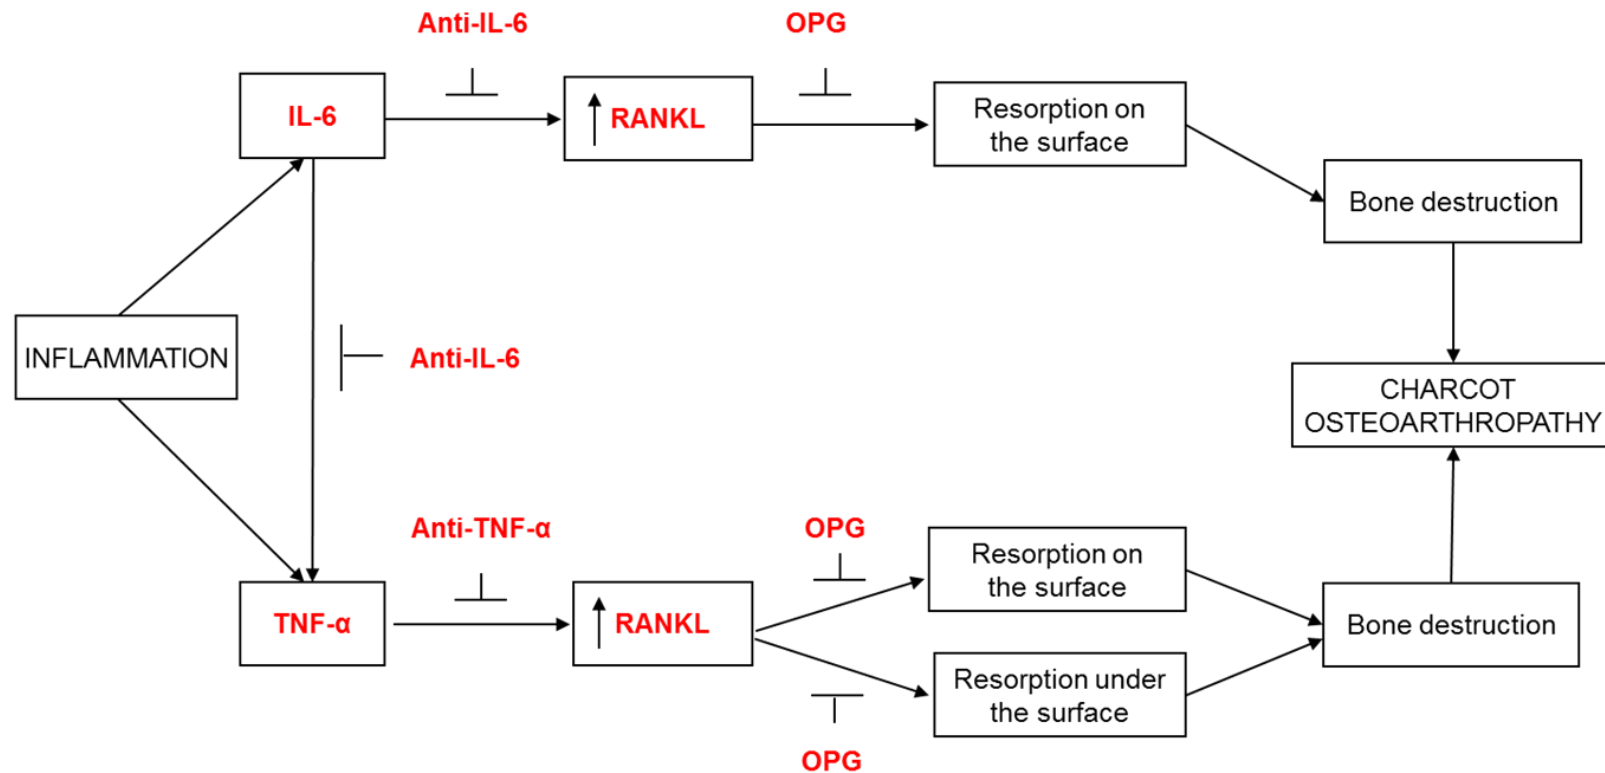 Anti-IL-6
OPG
IL-6
RANKL
Resorption on
the surface
Bone destruction
INFLAMMATION
Anti-IL-6
CHARCOT
OSTEOARTHROPATHY
Anti-TNF-α
OPG
Resorption on
the surface
TNF-α
RANKL
Bone destruction
Resorption under
the surface
OPG